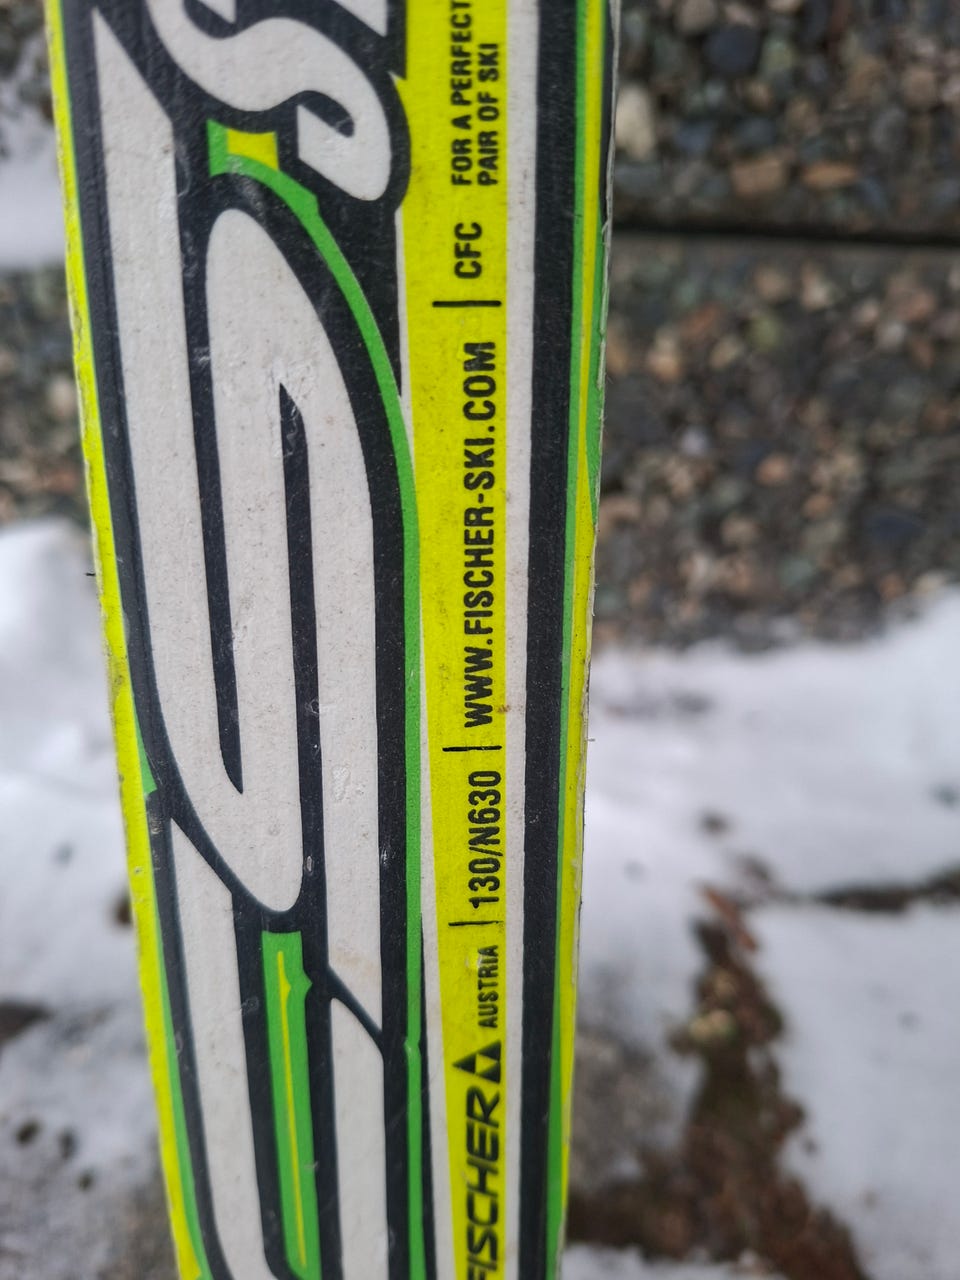 FISCHER AUSTRIA | 130/N630 | WWW.FISCHER-SKI.COM | CFC FOR A PERFECT
PAIR OF SKI